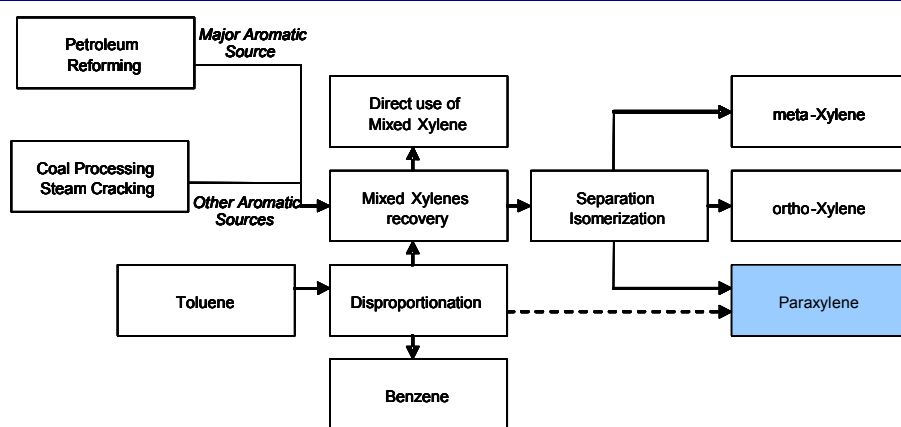 Petroleum
Reforming
Major Aromatic
Source
Coal Processing
Steam Cracking
Other Aromatic
Sources
Direct use of
Mixed Xylene
Mixed Xylenes
recovery
Separation
Isomerization
meta-Xylene
ortho-Xylene
Paraxylene
Toluene
Disproportionation
Benzene